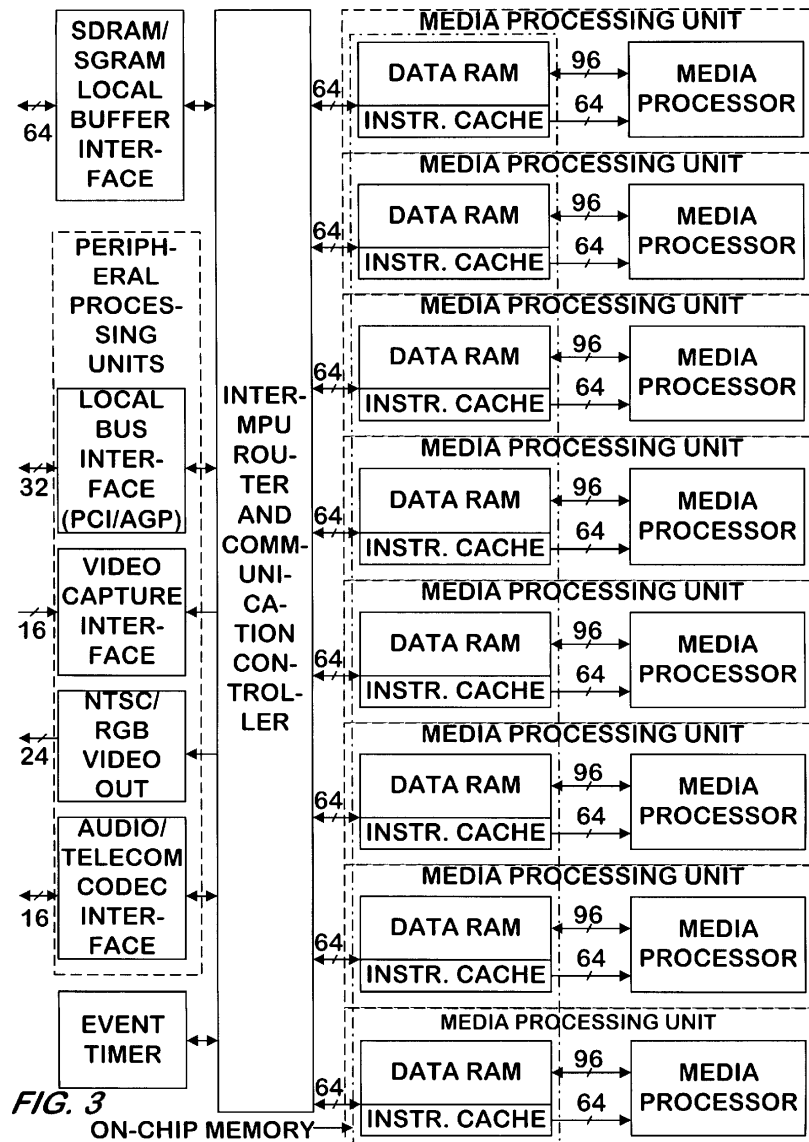 SDRAM/
SGRAM
LOCAL
BUFFER
INTER-
FACE
64
PERIPH-
ERAL
PROCES-
SING
UNITS
LOCAL
BUS
INTER-
FACE
(PCI/AGP)
32
VIDEO
CAPTURE
INTER-
FACE
16
NTSC/
RGB
VIDEO
OUT
24
AUDIO/
TELECOM
CODEC
INTER-
FACE
16
EVENT
TIMER
INTER-
MPU
ROU-
TER
AND
COMM-
UNI-
CA-
TION
CON-
TROL-
LER
MEDIA PROCESSING UNIT
64
DATA RAM
INSTR. CACHE
96
64
MEDIA
PROCESSOR
MEDIA PROCESSING UNIT
64
DATA RAM
INSTR. CACHE
96
64
MEDIA
PROCESSOR
MEDIA PROCESSING UNIT
64
DATA RAM
INSTR. CACHE
96
64
MEDIA
PROCESSOR
MEDIA PROCESSING UNIT
64
DATA RAM
INSTR. CACHE
96
64
MEDIA
PROCESSOR
MEDIA PROCESSING UNIT
64
DATA RAM
INSTR. CACHE
96
64
MEDIA
PROCESSOR
MEDIA PROCESSING UNIT
64
DATA RAM
INSTR. CACHE
96
64
MEDIA
PROCESSOR
MEDIA PROCESSING UNIT
64
DATA RAM
INSTR. CACHE
96
64
MEDIA
PROCESSOR
MEDIA PROCESSING UNIT
64
DATA RAM
INSTR. CACHE
96
64
MEDIA
PROCESSOR
FIG. 3
ON-CHIP MEMORY